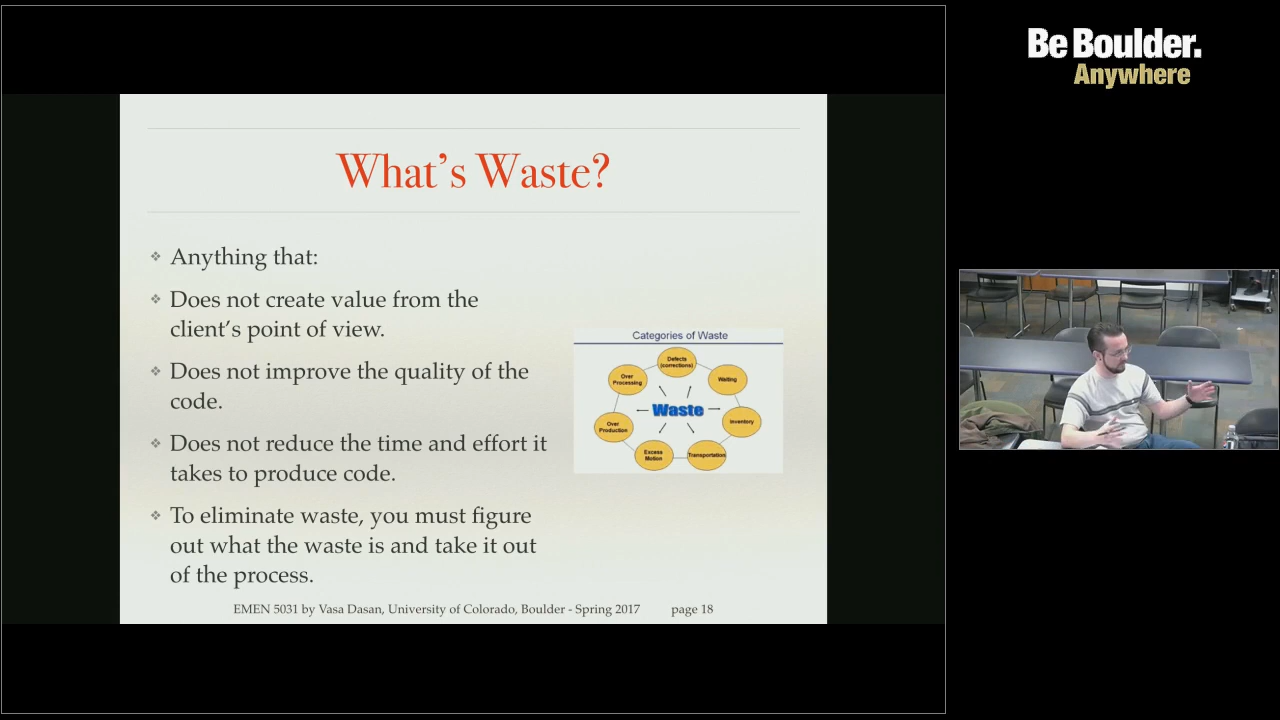 Be Boulder.
Anywhere
What's Waste?
❖ Anything that:
❖ Does not create value from the
client's point of view.
❖ Does not improve the quality of the
code.
❖ Does not reduce the time and effort it
takes to produce code.
❖ To eliminate waste, you must figure
out what the waste is and take it out
of the process.
Categories of Waste
Defects
(corrections)
Over
Processing
Waiting
Waste
Inventory
Over
Production
Excess
Motion
Transportation
EMEN 5031 by Vasa Dasan, University of Colorado, Boulder - Spring 2017 page 18